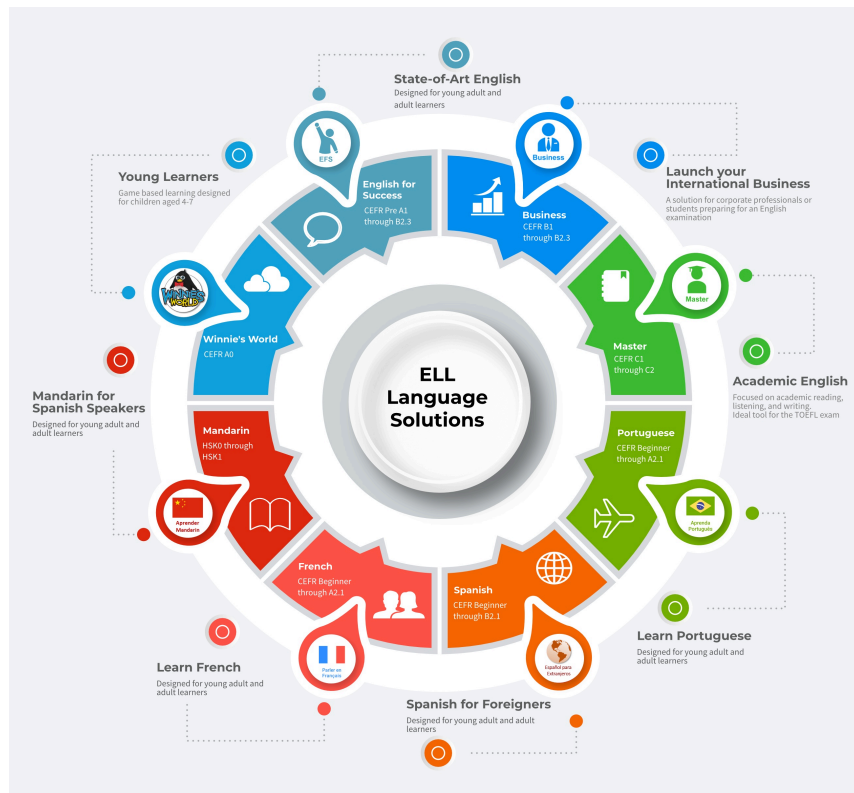 State-of-Art English
Designed for young adult and
adult learners
EFS
Business
Young Learners
Game based learning designed
for children aged 4-7
English for
Success
CEFR Pre A1
through B2.3
Business
CEFR B1
through B2.3
Launch your
International Business
A solution for corporate professionals or
students preparing for an English
examination
WINNIE'S
WORLD
Winnie's World
CEFR A0
Master
Master
CEFR C1
through C2
Academic English
Focused on academic reading,
listening, and writing.
Ideal tool for the TOEFL exam
ELL
Language
Solutions
Mandarin for
Spanish Speakers
Designed for young adult and
adult learners
Mandarin
HSK0 through
HSK1
Aprender
Mandarin
Portuguese
CEFR Beginner
through A2.1
Aprenda
Português
French
CEFR Beginner
through A2.1
Parler en
Français
Spanish
CEFR Beginner
through B2.1
Español para
Extranjeros
Learn Portuguese
Designed for young adult and
adult learners
Learn French
Designed for young adult and
adult learners
Spanish for Foreigners
Designed for young adult and adult
learners